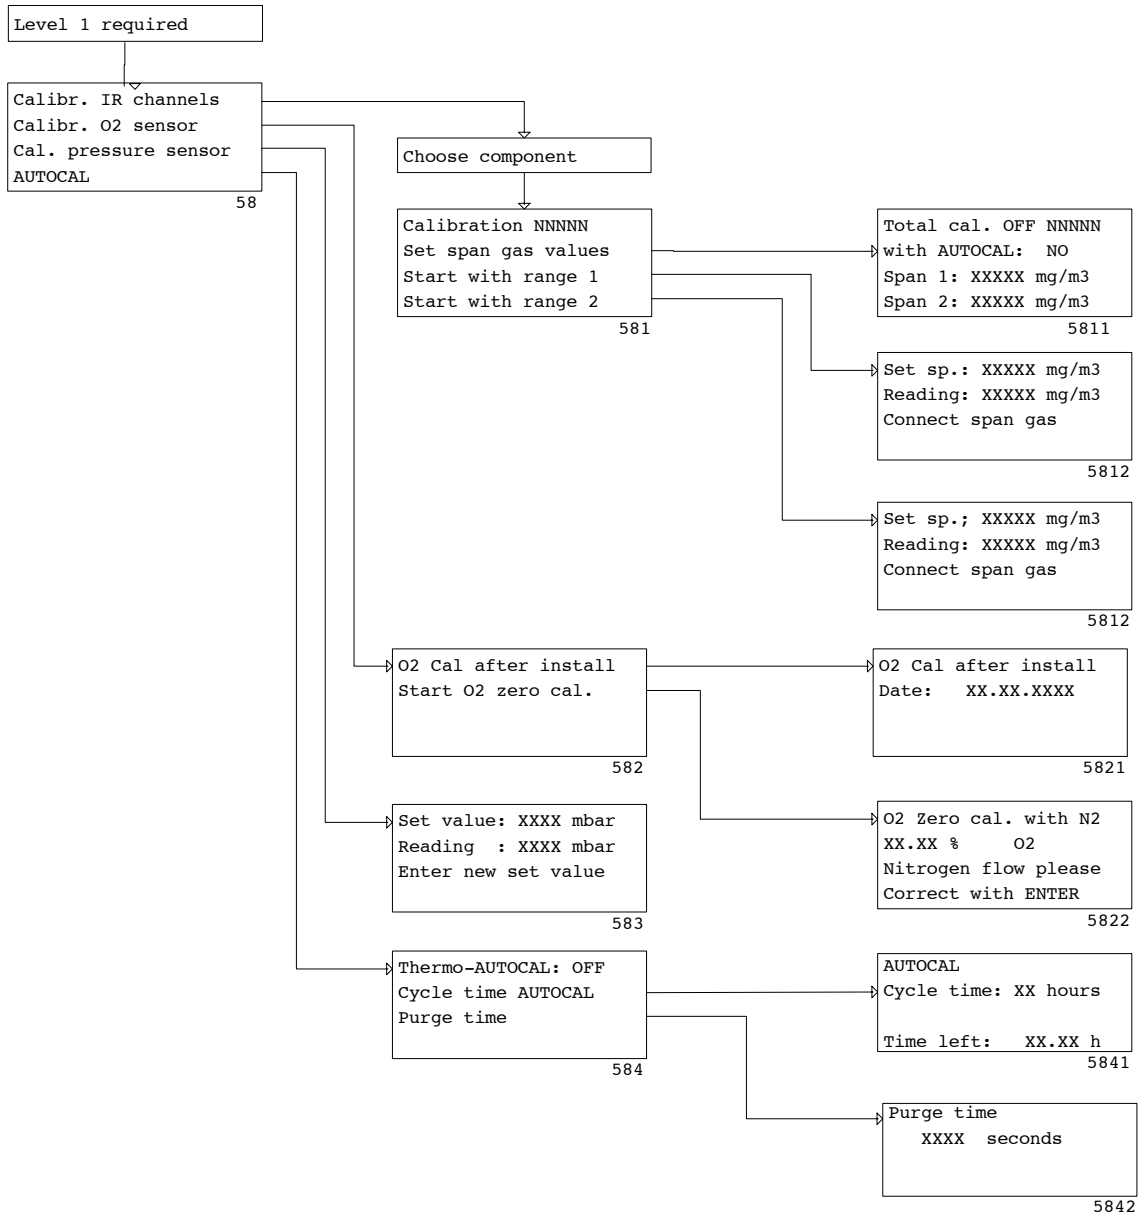 Level 1 required
Calibr. IR channels
Calibr. O2 sensor
Cal. pressure sensor
AUTOCAL
58
Choose component
Calibration NNNNN
Set span gas values
Start with range 1
Start with range 2
581
Total cal. OFF NNNNN
with AUTOCAL:  NO
Span 1: XXXXX mg/m3
Span 2: XXXXX mg/m3
5811
Set sp.: XXXXX mg/m3
Reading: XXXXX mg/m3
Connect span gas
5812
Set sp.; XXXXX mg/m3
Reading: XXXXX mg/m3
Connect span gas
5812
O2 Cal after install
Start O2 zero cal.
582
O2 Cal after install
Date:   XX.XX.XXXX
5821
Set value: XXXX mbar
Reading  : XXXX mbar
Enter new set value
583
O2 Zero cal. with N2
XX.XX %     O2
Nitrogen flow please
Correct with ENTER
5822
Thermo-AUTOCAL: OFF
Cycle time AUTOCAL
Purge time
584
AUTOCAL
Cycle time: XX hours
Time left:   XX.XX h
5841
Purge time
XXXX  seconds
5842